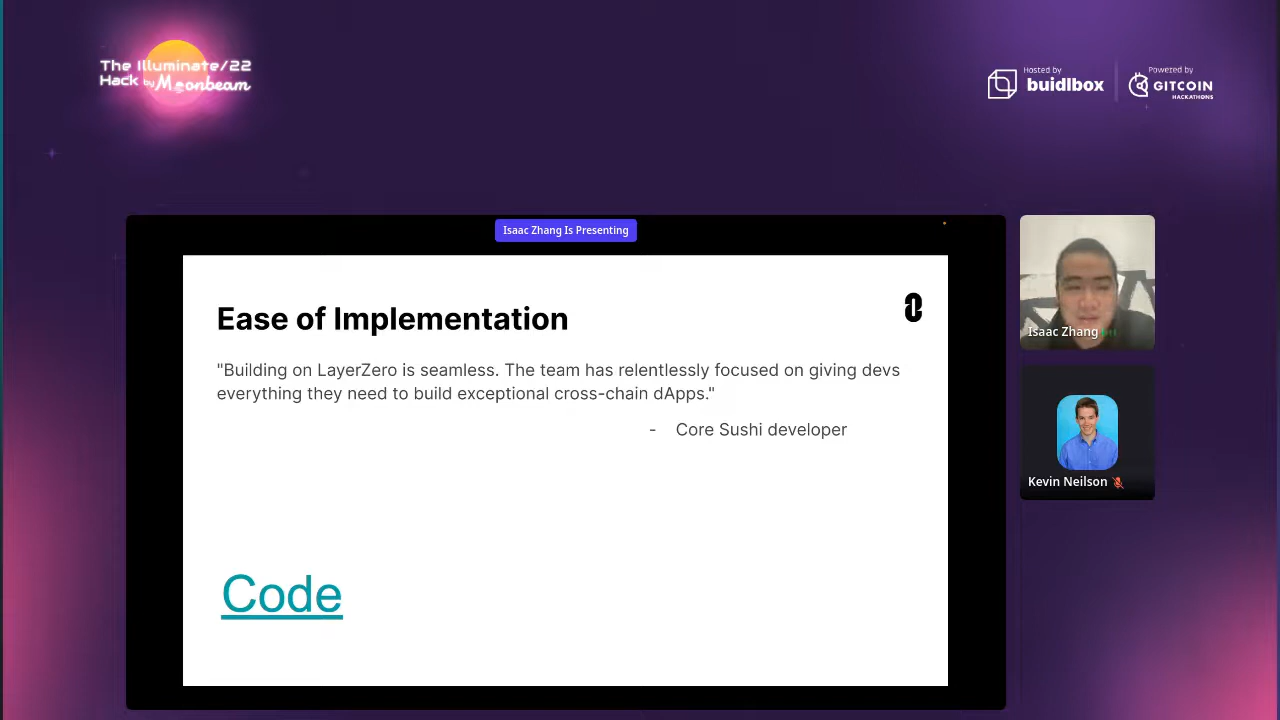 The Illuminate/22
Hack by Moonbeam
Hosted by
buidlbox
Powered by
GITCOIN
HACKATHONS
Isaac Zhang Is Presenting
Ease of Implementation
"Building on LayerZero is seamless. The team has relentlessly focused on giving devs
everything they need to build exceptional cross-chain dApps."
- Core Sushi developer
Code
Isaac Zhang
Kevin Neilson